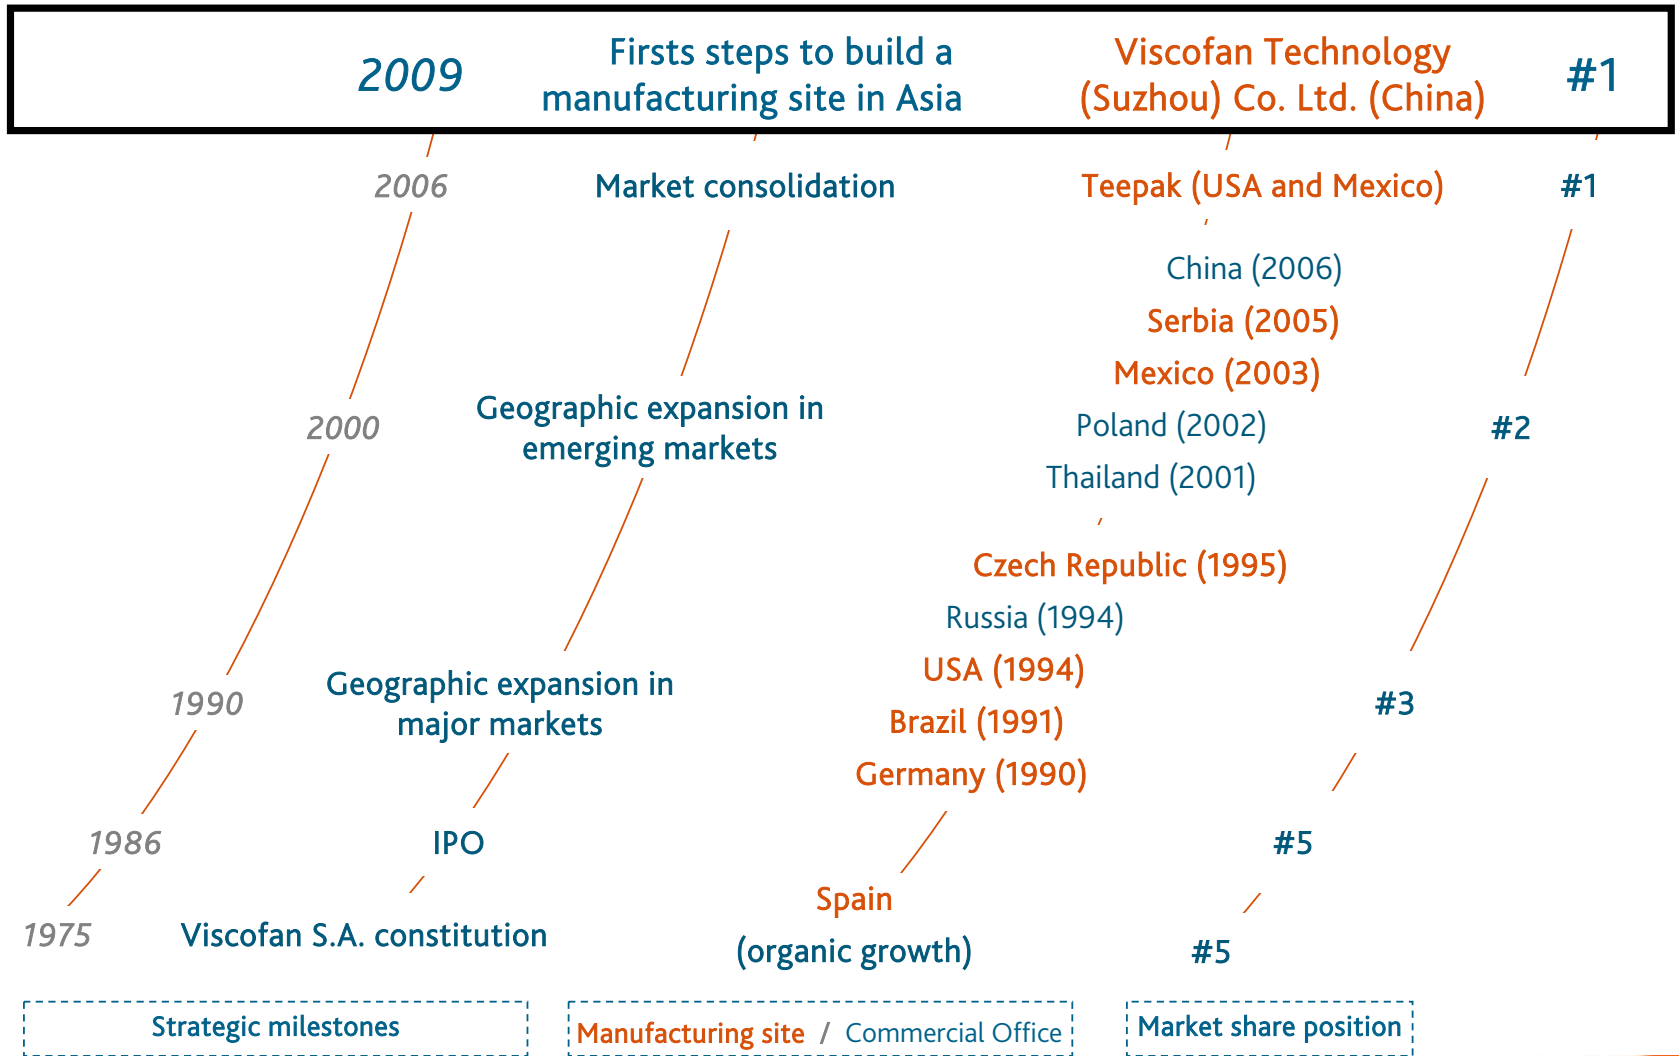 2009
Firsts steps to build a
manufacturing site in Asia
Viscofan Technology
(Suzhou) Co. Ltd. (China)
#1
2006
Market consolidation
Teepak (USA and Mexico)
#1
China (2006)
Serbia (2005)
Mexico (2003)
2000
Geographic expansion in
emerging markets
Poland (2002)
#2
Thailand (2001)
Czech Republic (1995)
Russia (1994)
USA (1994)
1990
Geographic expansion in
major markets
Brazil (1991)
#3
Germany (1990)
1986
IPO
#5
Spain
1975
Viscofan S.A. constitution
(organic growth)
#5
Strategic milestones
Manufacturing site / Commercial Office
Market share position